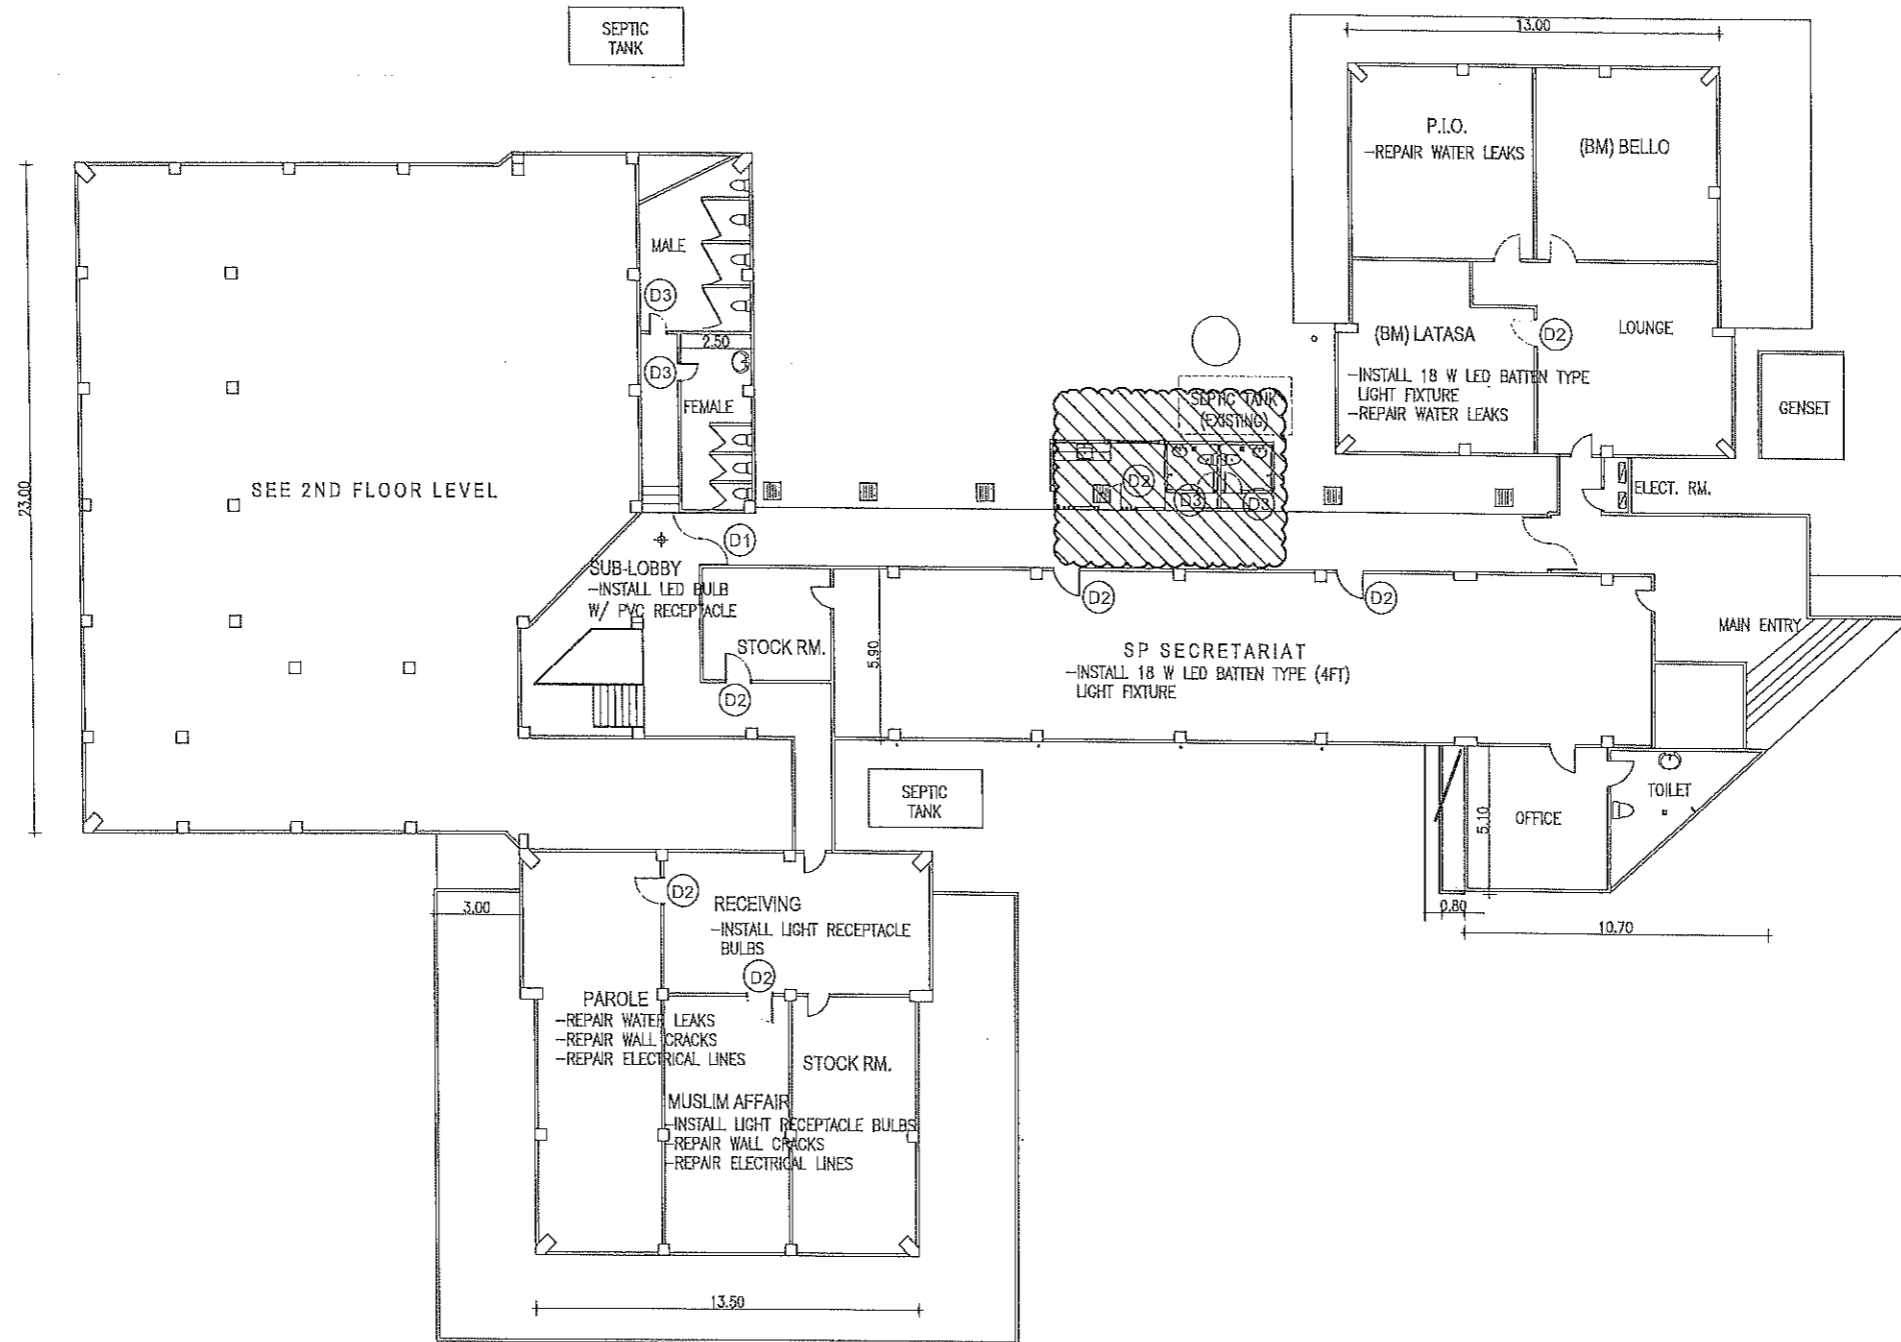 SEPTIC
TANK
13.00
P.I.O.
-REPAIR WATER LEAKS
(BM) BELLO
MALE
D3
2.50
D3
FEMALE
23.00
SEE 2ND FLOOR LEVEL
(BM) LATASA
D2
LOUNGE
-INSTALL 18 W LED BATTEN TYPE
LIGHT FIXTURE
-REPAIR WATER LEAKS
GENSET
SEPTIC TANK
(EXISTING)
D2
D3
D3
ELECT. RM.
D1
SUB-LOBBY
-INSTALL LED BULB
W/ PVC RECEPTACLE
D2
D2
STOCK RM.
D2
5.90
SP SECRETARIAT
-INSTALL 18 W LED BATTEN TYPE (4FT)
LIGHT FIXTURE
MAIN ENTRY
SEPTIC
TANK
5.10
OFFICE
TOILET
0.80
10.70
3.00
D2
RECEIVING
-INSTALL LIGHT RECEPTACLE
BULBS
D2
PAROLE
-REPAIR WATER LEAKS
-REPAIR WALL CRACKS
-REPAIR ELECTRICAL LINES
STOCK RM.
MUSLIM AFFAIR
-INSTALL LIGHT RECEPTACLE BULBS
-REPAIR WALL CRACKS
-REPAIR ELECTRICAL LINES
13.50